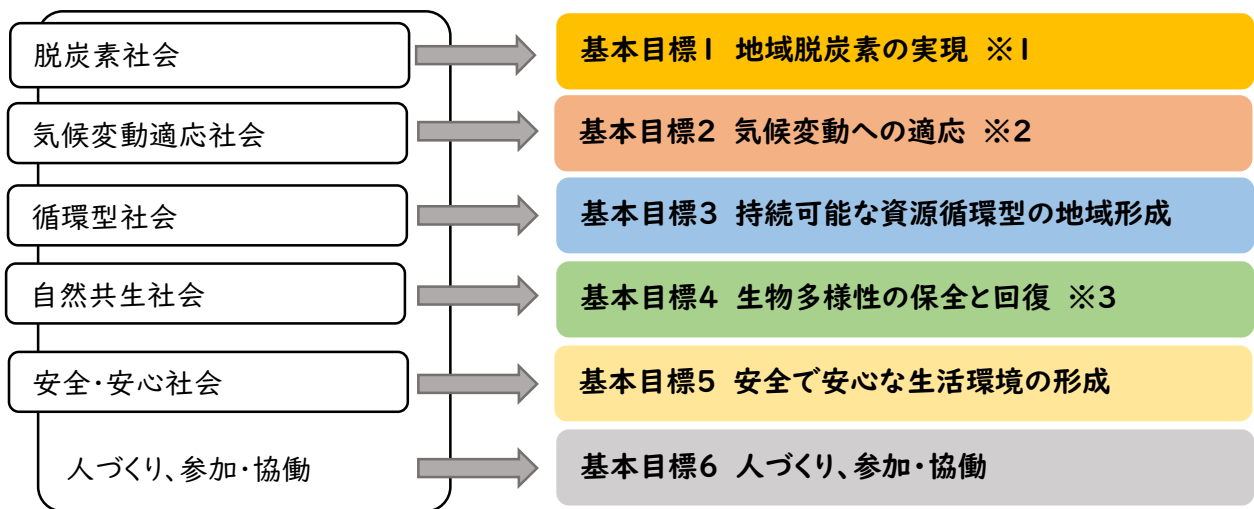 脱炭素社会
基本目標1 地域脱炭素の実現 ※1
気候変動適応社会
基本目標2 気候変動への適応 ※2
循環型社会
基本目標3 持続可能な資源循環型の地域形成
自然共生社会
基本目標4 生物多様性の保全と回復 ※3
安全・安心社会
基本目標5 安全で安心な生活環境の形成
人づくり、参加・協働
基本目標6 人づくり、参加・協働